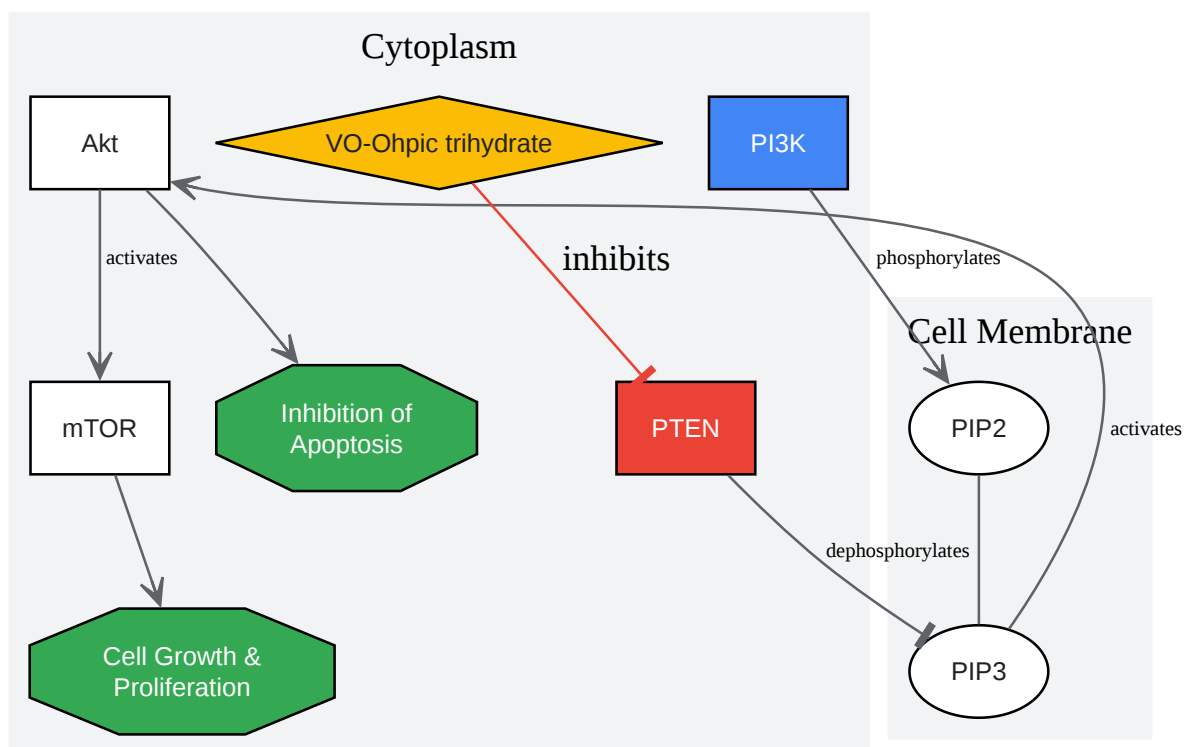 Cytoplasm
Akt
VO-Ohpic trihydrate
PI3K
activates
inhibits
phosphorylates
Cell Membrane
mTOR
Inhibition of
Apoptosis
PTEN
PIP2
activates
dephosphorylates
Cell Growth &
Proliferation
PIP3